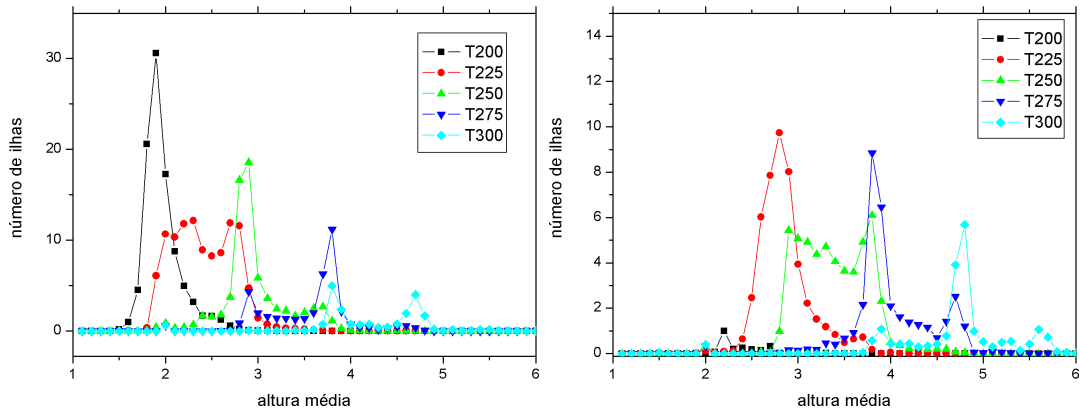 T200
T225
T250
T275
T300
30
20
10
0
número de ilhas
1 2 3 4 5 6
altura média
T200
T225
T250
T275
T300
14
12
10
8
6
4
2
0
número de ilhas
1 2 3 4 5 6
altura média